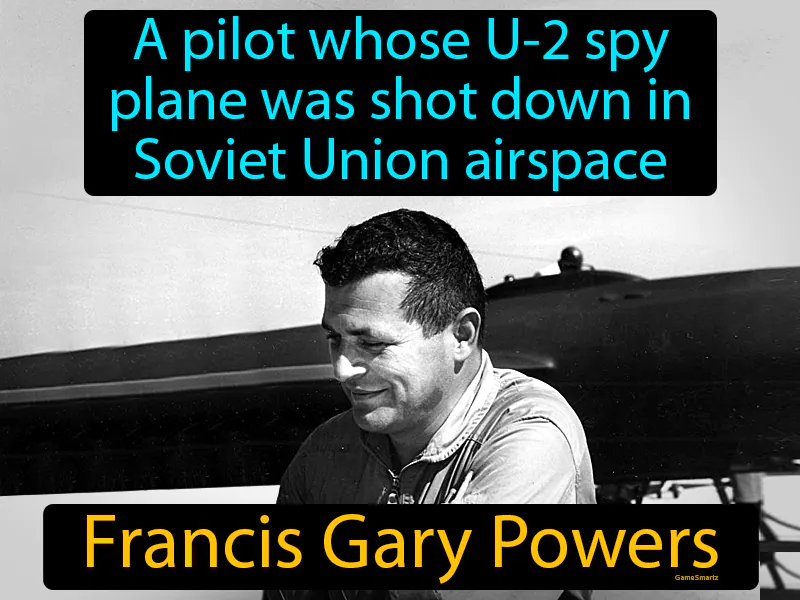 A pilot whose U-2 spy
plane was shot down in
Soviet Union airspace
Francis Gary Powers
GameSmartz